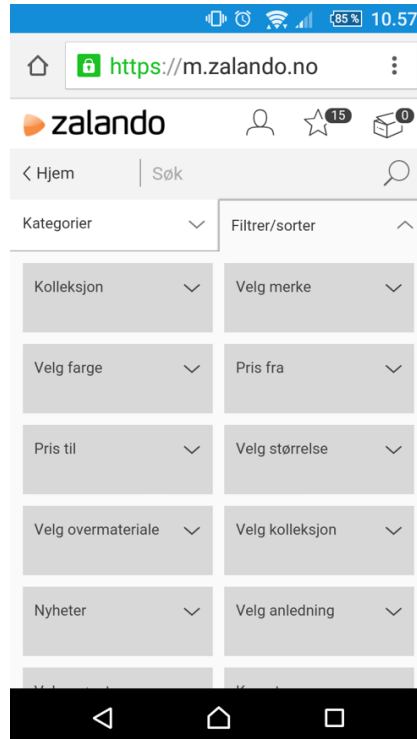 85% 10.57
https://m.zalando.no
zalando 15 0
Hjem Søk
Kategorier Filtrer/sorter
Kolleksjon Velg merke
Velg farge Pris fra
Pris til Velg størrelse
Velg overmateriale Velg kolleksjon
Nyheter Velg anledning